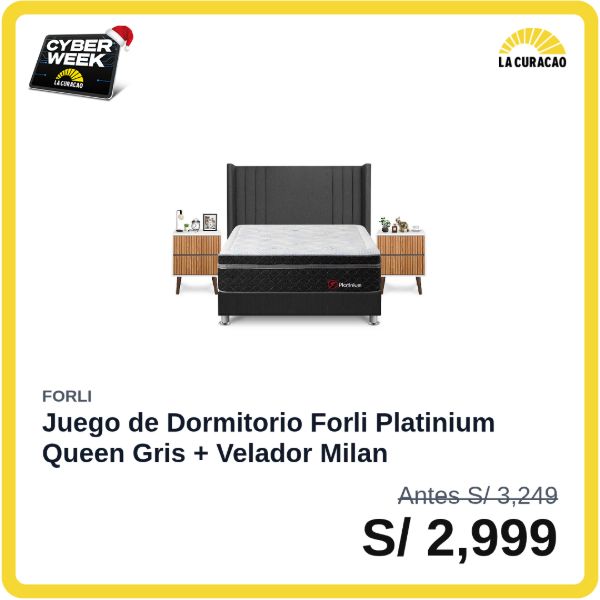 CYBER
WEEK
LA CURACAO
LA CURACAO
Platinium
FORLI
Juego de Dormitorio Forli Platinium
Queen Gris + Velador Milan
Antes S/ 3,249
S/ 2,999